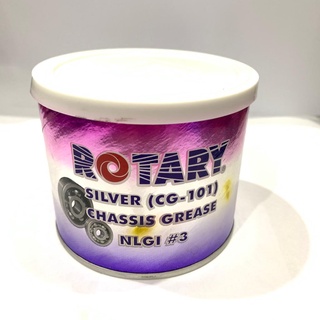 ROTARY
SILVER (CG-101)
CHASSIS GREASE
NLGI #3